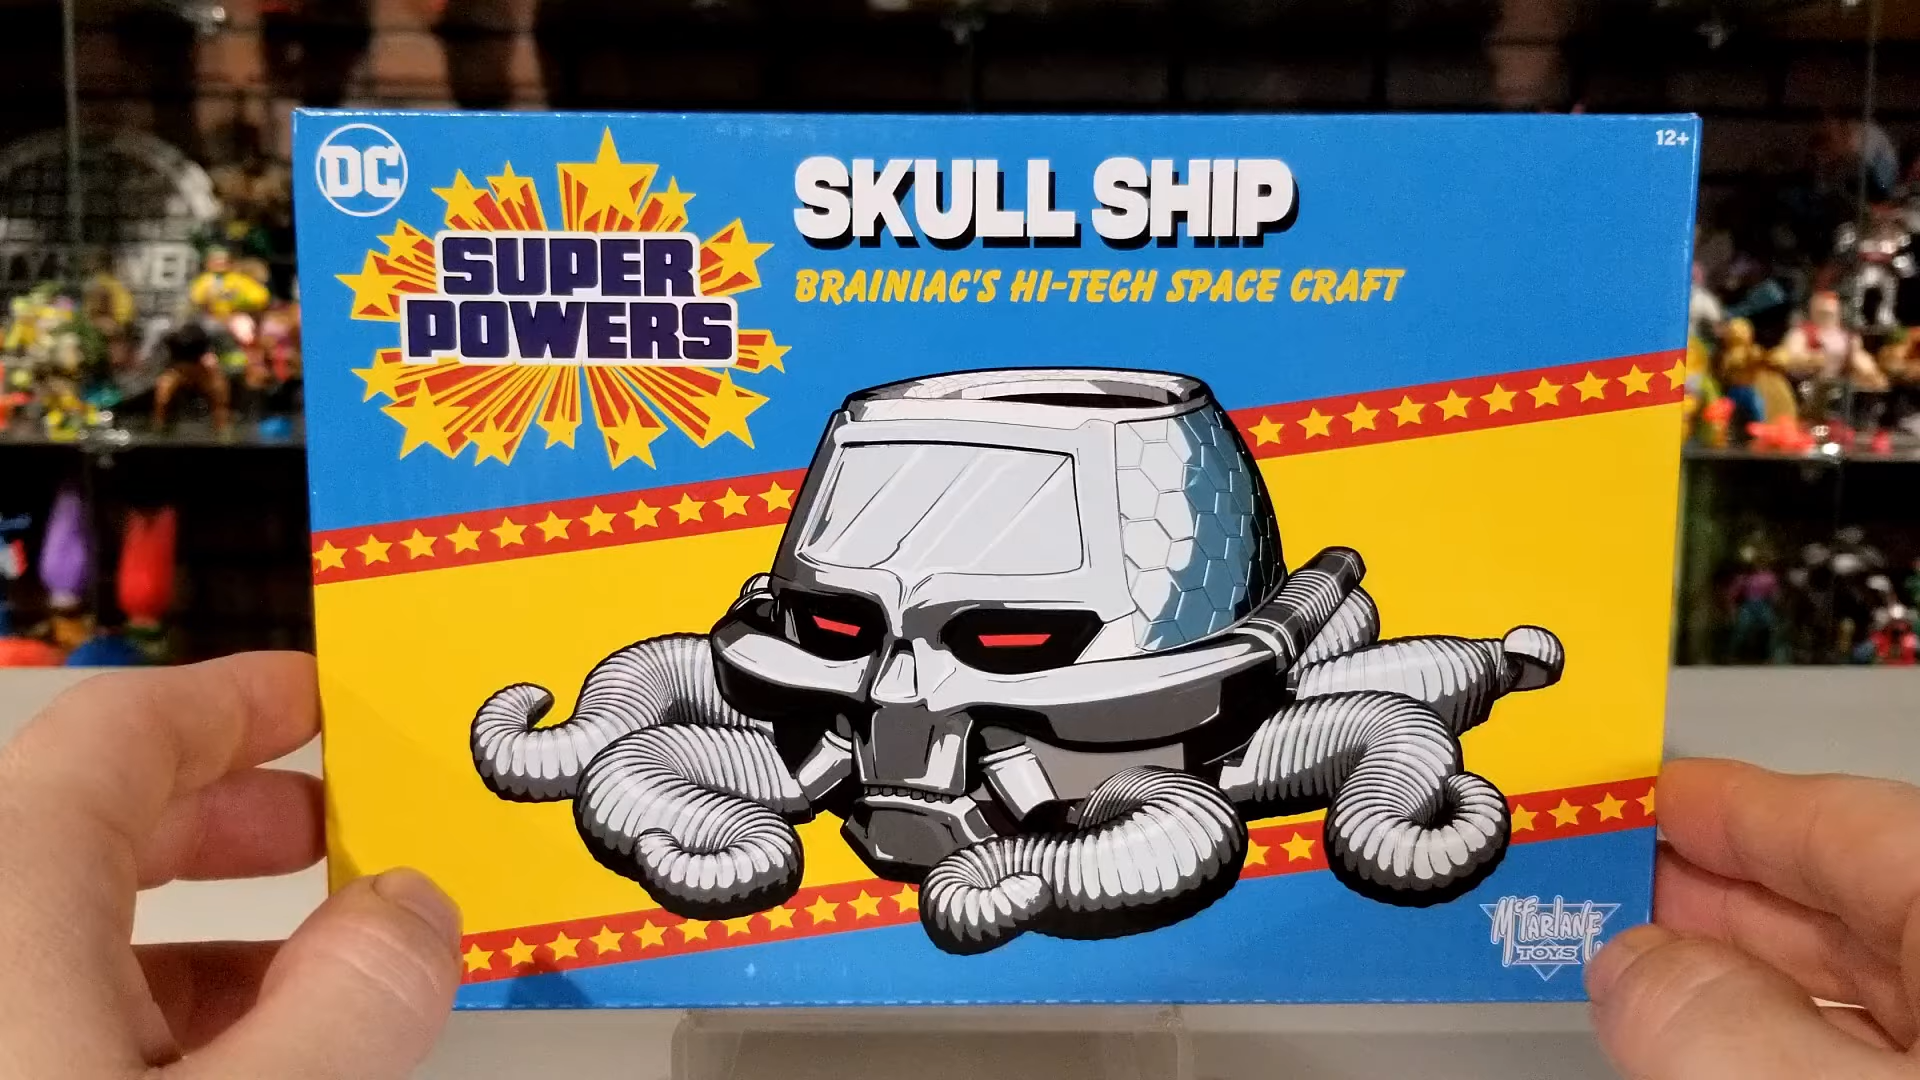 DC
SUPER
POWERS
SKULL SHIP
BRAINIAC'S HI-TECH SPACE CRAFT
12+
McFARLANE
TOYS